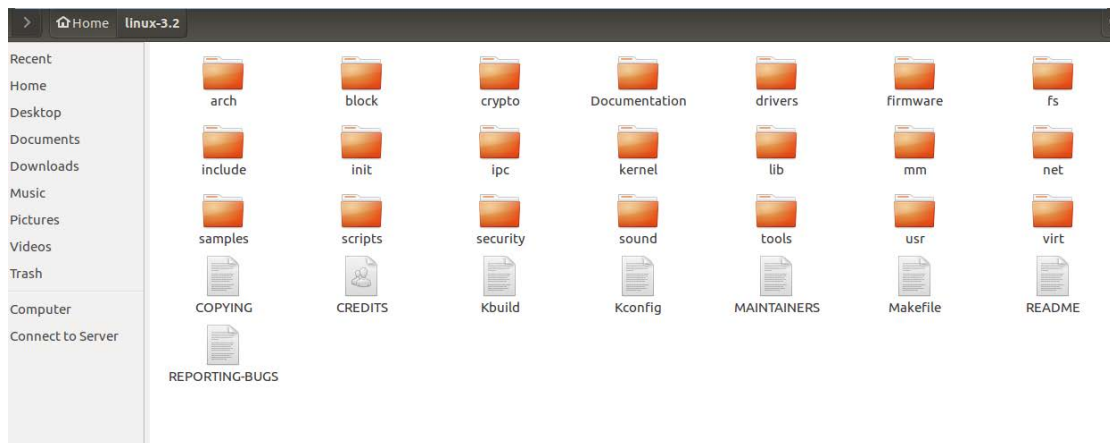 > Home linux-3.2
Recent
Home
Desktop
Documents
Downloads
Music
Pictures
Videos
Trash
Computer
Connect to Server
arch block crypto Documentation drivers firmware fs
include init ipc kernel lib mm net
samples scripts security sound tools usr virt
COPYING CREDITS Kbuild Kconfig MAINTAINERS Makefile README
REPORTING-BUGS